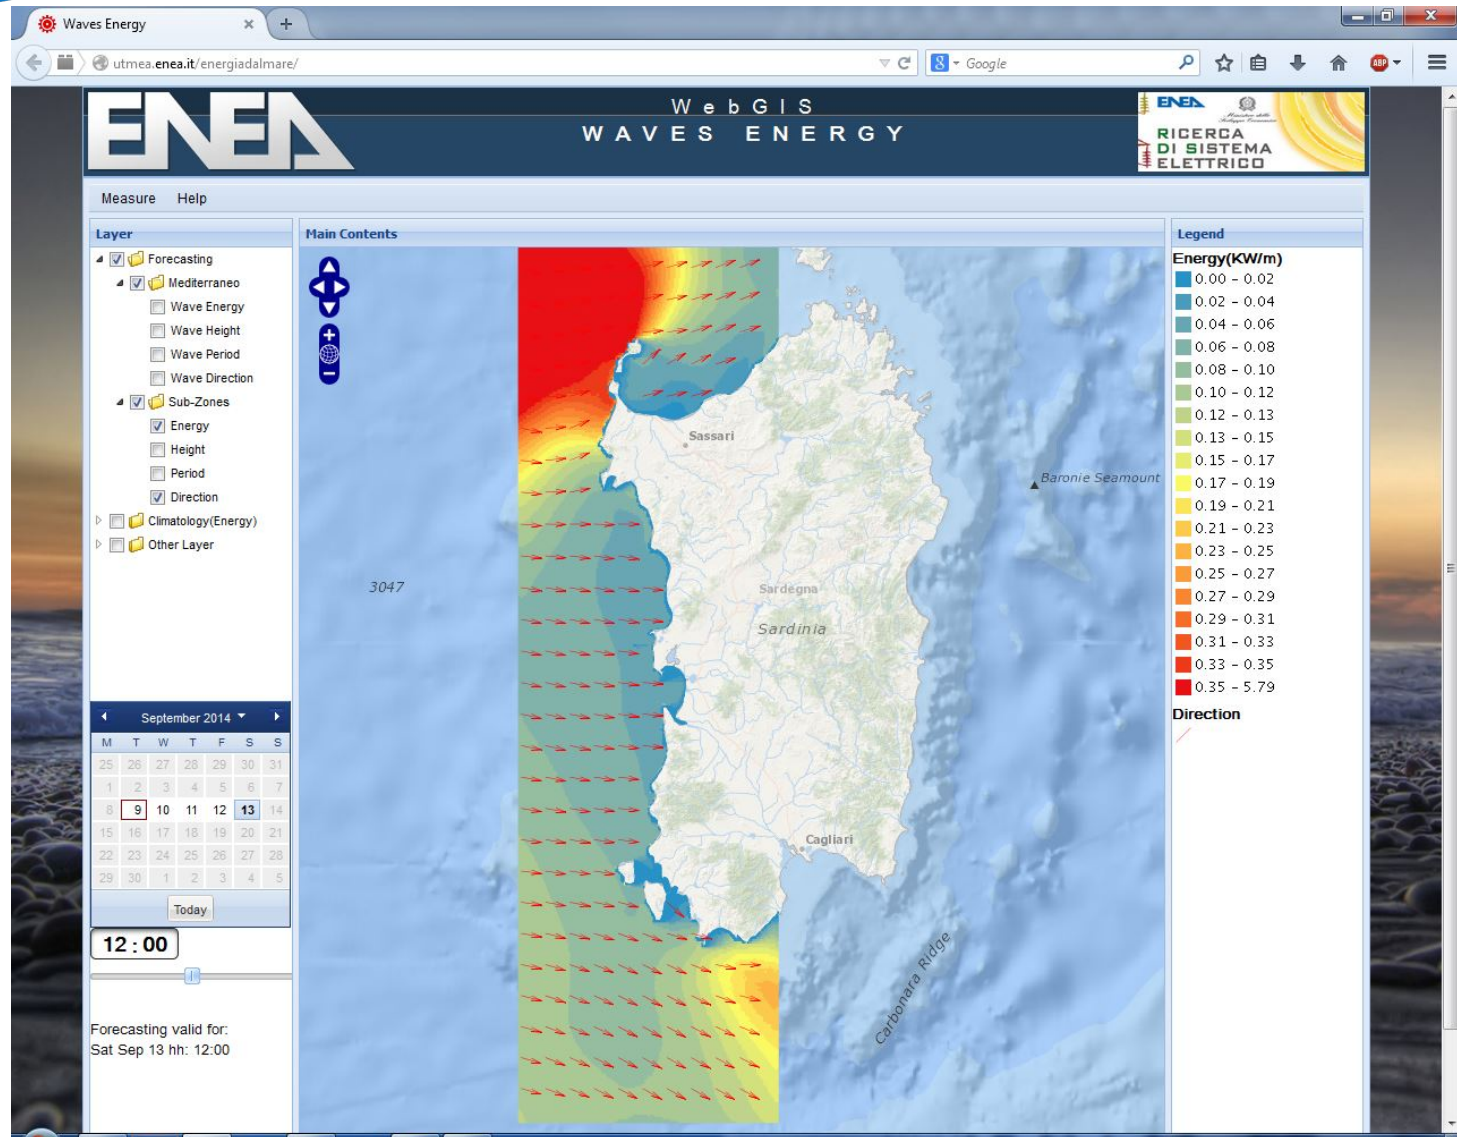 Waves Energy
utmea.enea.it/energiadalmare/
Google
ABP
ENEA
WebGIS
WAVES ENERGY
ENEA
RICERCA
DI SISTEMA
ELETTRICO
Measure Help
Layer
Forecasting
Mediterraneo
Wave Energy
Wave Height
Wave Period
Wave Direction
Sub-Zones
Energy
Height
Period
Direction
Climatology(Energy)
Other Layer
September 2014
M T W T F S S
25 26 27 28 29 30 31
1 2 3 4 5 6 7
8 9 10 11 12 13 14
15 16 17 18 19 20 21
22 23 24 25 26 27 28
29 30 1 2 3 4 5
Today
12 : 00
Forecasting valid for:
Sat Sep 13 hh: 12:00
Main Contents
Sassari
Baronie Seamount
3047
Sardegna
Sardinia
Cagliari
Carbonara Ridge
Legend
Energy(KW/m)
0.00 - 0.02
0.02 - 0.04
0.04 - 0.06
0.06 - 0.08
0.08 - 0.10
0.10 - 0.12
0.12 - 0.13
0.13 - 0.15
0.15 - 0.17
0.17 - 0.19
0.19 - 0.21
0.21 - 0.23
0.23 - 0.25
0.25 - 0.27
0.27 - 0.29
0.29 - 0.31
0.31 - 0.33
0.33 - 0.35
0.35 - 5.79
Direction